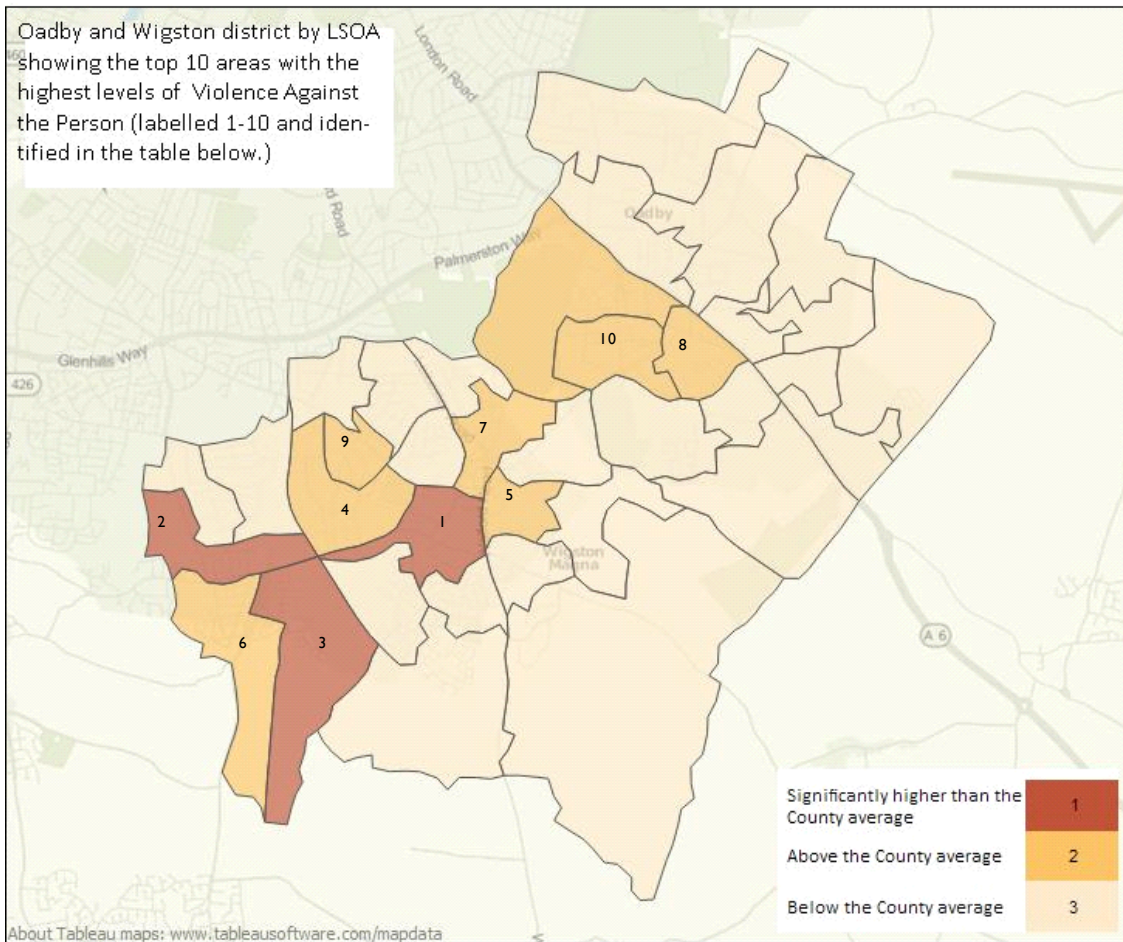 Oadby and Wigston district by LSOA
showing the top 10 areas with the
highest levels of  Violence Against
the Person (labelled 1-10 and iden-
tified in the table below.)
London Road
Road
Palmerston Way
Oadby
Glenhills Way
426
10
8
7
9
4
5
1
2
Wigston
Magna
6
3
A 6
Significantly higher than the
County average
1
Above the County average
2
Below the County average
3
About Tableau maps: www.tableausoftware.com/mapdata